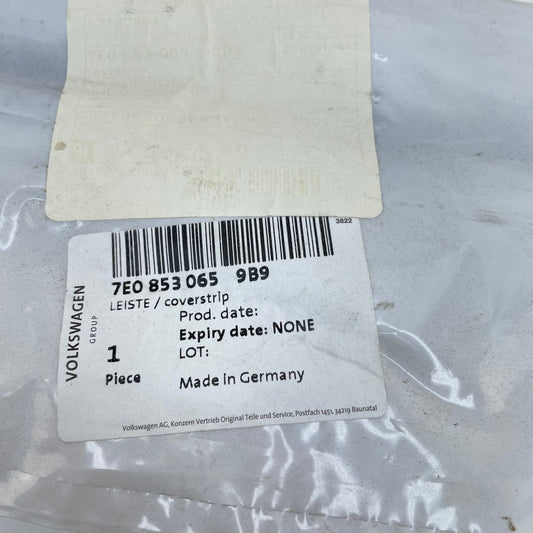 3822
7E0 853 065 9B9
LEISTE / coverstrip
Prod. date:
Expiry date: NONE
1 LOT:
Piece Made in Germany
VOLKSWAGEN
GROUP
Volkswagen AG, Konzern Vertrieb Original Teile und Service, Postfach 1451, 34219 Baunatal